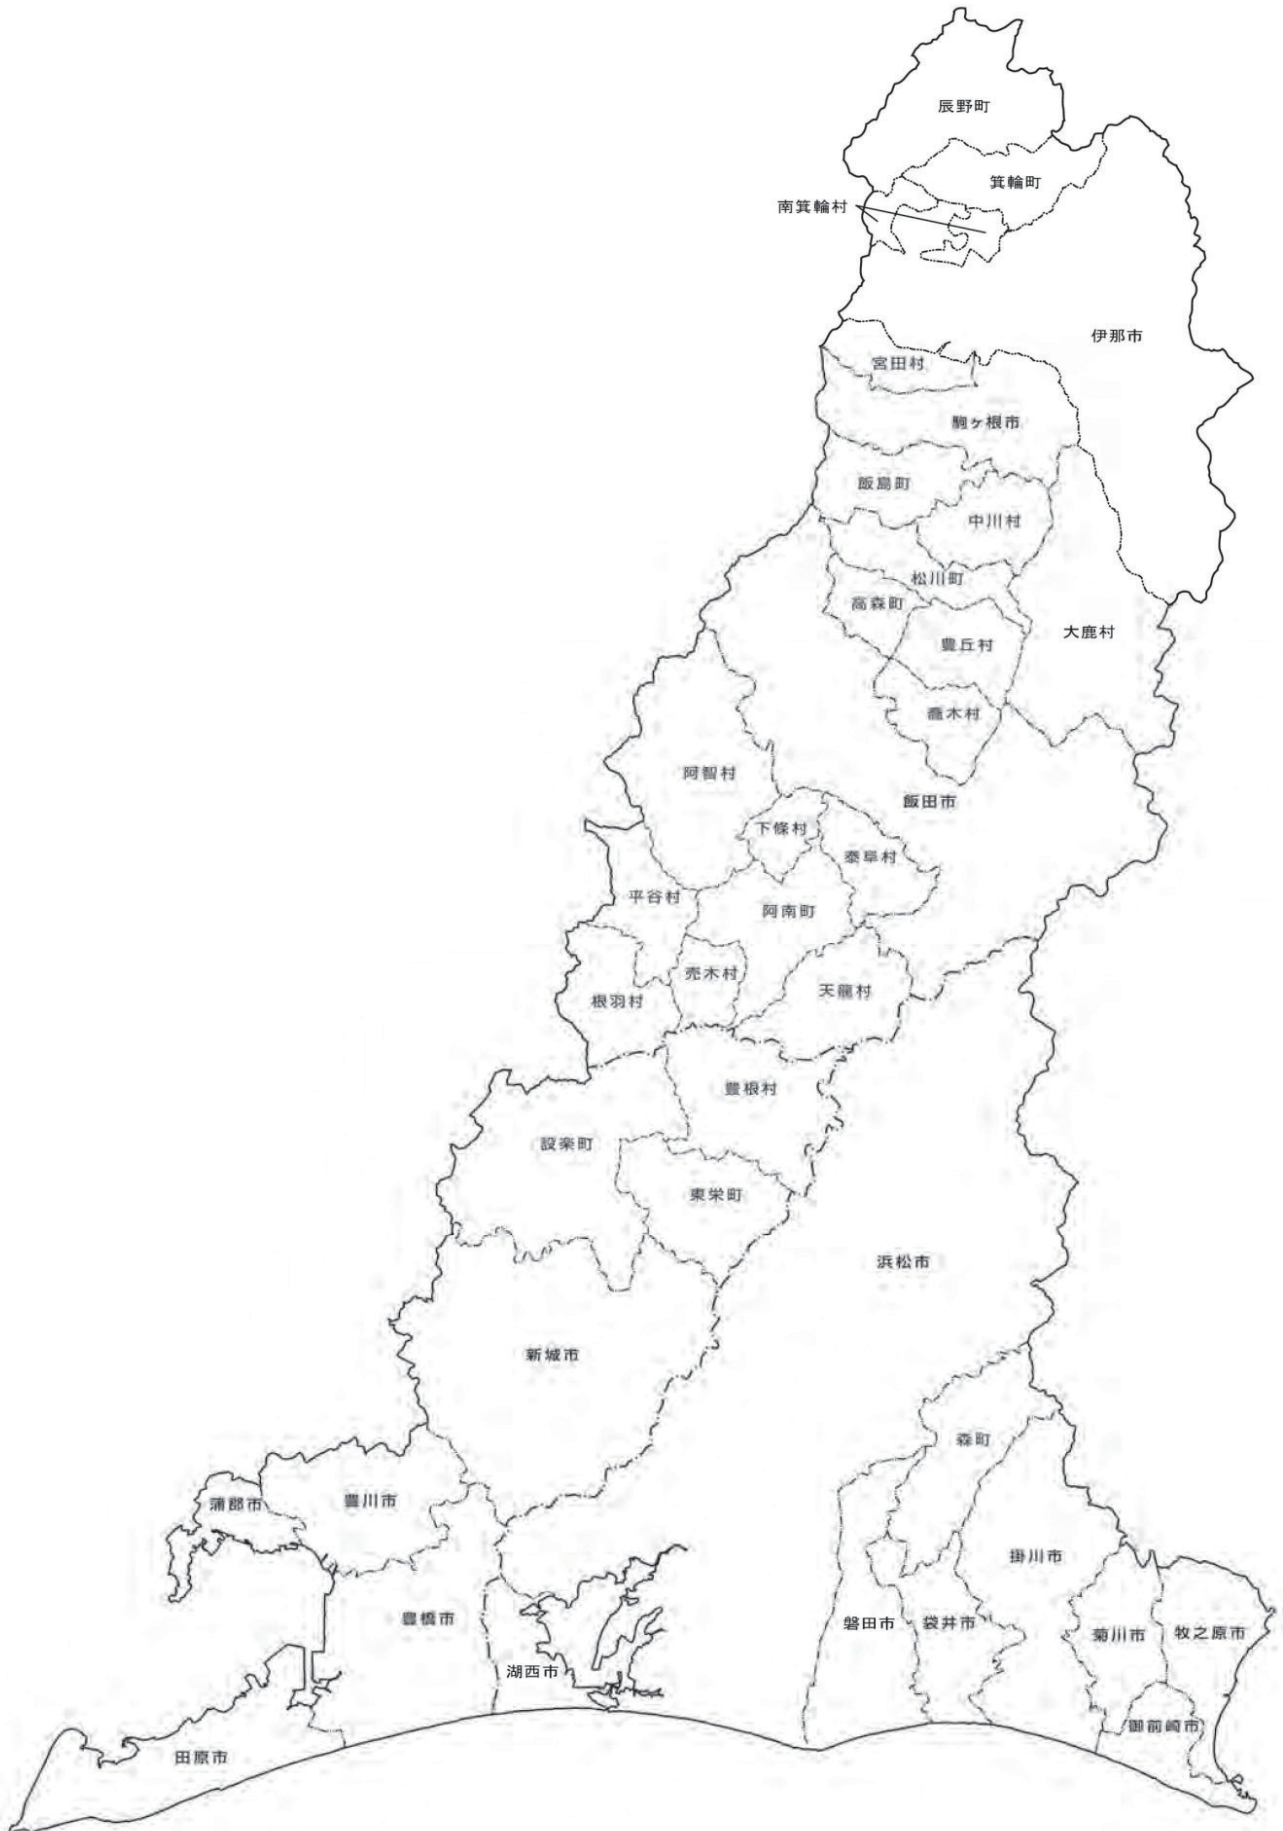 辰野町
箕輪町
南箕輪村
伊那市
宮田村
駒ヶ根市
飯島町
中川村
松川町
高森町
大鹿村
豊丘村
喬木村
阿智村
飯田市
下條村
泰阜村
平谷村
阿南町
売木村
天龍村
根羽村
豊根村
設楽町
東栄町
浜松市
新城市
森町
蒲郡市
豊川市
掛川市
豊橋市
磐田市
袋井市
菊川市
牧之原市
湖西市
御前崎市
田原市